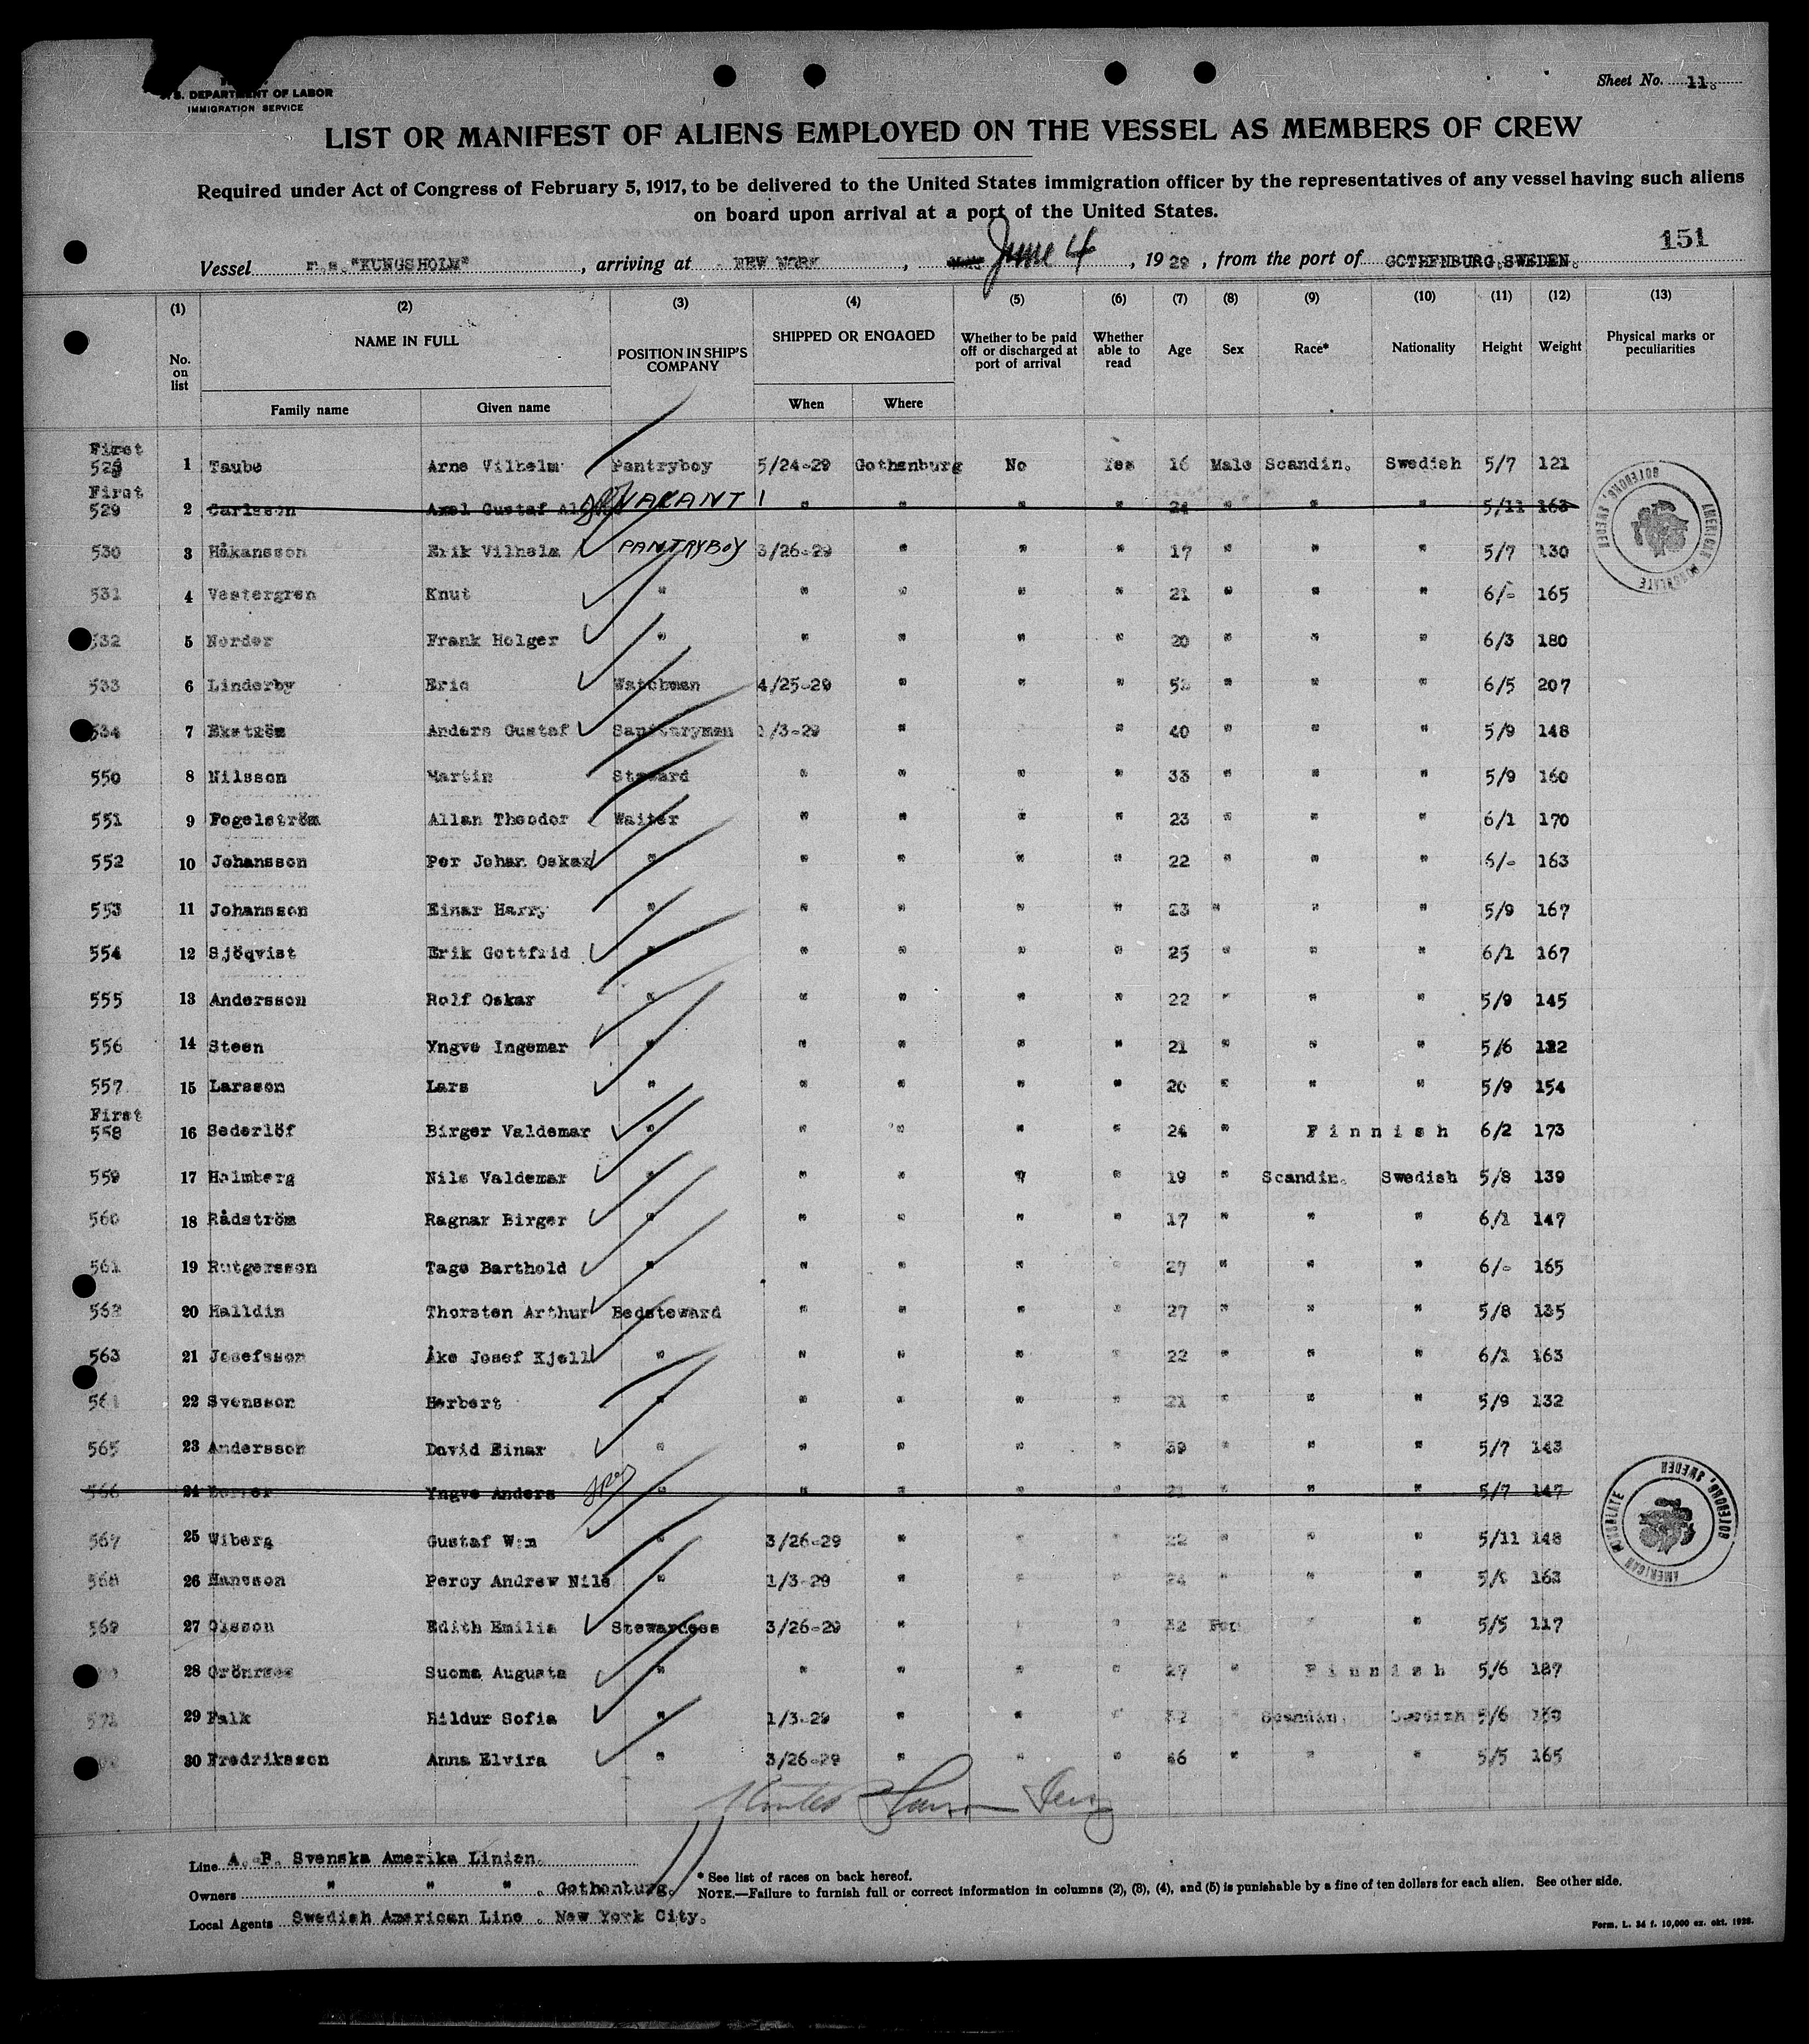 U.S. DEPARTMENT OF LABOR
IMMIGRATION SERVICE
Sheet No. 11.
LIST OR MANIFEST OF ALIENS EMPLOYED ON THE VESSEL AS MEMBERS OF CREW
Required under Act of Congress of February 5, 1917, to be delivered to the United States immigration officer by the representatives of any vessel having such aliens
on board upon arrival at a port of the United States.
151
Vessel m.s. "KUNGSHOLM", arriving at NEW YORK, June 4, 1929, from the port of GOTHENBURG, SWEDEN.
(1) (2) (3) (4) (5) (6) (7) (8) (9) (10) (11) (12) (13)
No. on list NAME IN FULL POSITION IN SHIP'S COMPANY SHIPPED OR ENGAGED Whether to be paid off or discharged at port of arrival Whether able to read Age Sex Race* Nationality Height Weight Physical marks or peculiarities
Family name Given name When Where
First
528 1 Taube Arne Vilhelm Pantryboy 5/24-29 Gothenburg No Yes 16 Male Scandin. Swedish 5/7 121
First
529 2 Carlsson Axel Gustaf VACANT ! " " " 24 " " " 5/11 163
530 3 Håkansson Erik Vilhelm PANTRYBOY 3/26-29 " " " 17 " " " 5/7 130
531 4 Vestergren Knut " " " " " 21 " " " 6/- 165
532 5 Norder Frank Holger " " " " " 20 " " " 6/3 180
533 6 Linderby Eric Watchman 4/25-29 " " " " " " 6/5 207
534 7 Ekström Anders Gustaf Sanitaryman 1/3-29 " " 40 " " " 5/9 148
550 8 Nilsson Martin Steward " " " " 33 " " " 5/9 160
551 9 Fogelström Allan Theodor Waiter " " " " 23 " " " 6/1 170
552 10 Johansson Per Johan Oskar " " " " " 22 " " " 6/- 163
553 11 Johansson Einar Harry " " " " " 23 " " " 5/9 167
554 12 Sjöqvist Erik Gottfrid " " " " " 25 " " " 6/1 167
555 13 Andersson Rolf Oskar " " " " " 22 " " " 5/9 145
556 14 Steen Yngve Ingemar " " " " " 21 " " " 5/6 132
557 15 Larsson Lars " " " " " 20 " " " 5/9 154
First
558 16 Sederlöf Birger Valdemar " " " " " 24 " Finnish 6/2 173
559 17 Holmberg Nils Valdemar " " " " " 19 " Scandin. Swedish 5/8 139
560 18 Rådström Ragnar Birger " " " " " 17 " " " 6/1 147
561 19 Rutgersson Tage Barthold " " " " " 27 " " " 6/- 165
562 20 Halldin Thorsten Arthur Bedsteward " " " " 27 " " " 5/8 135
563 21 Josefsson Åke Josef Kjell " " " " " 22 " " " 6/1 163
564 22 Svensson Herbert " " " " " 21 " " " 5/9 132
565 23 Andersson David Einar " " " " " 39 " " " 5/7 143
566 24 Yngve Anders " " " " " 21 " " " 5/7 147
567 25 Wiberg Gustaf " 3/26-29 " " " 22 " " " 5/11 148
568 26 Hansson Percy Andrew Nils " 1/3-29 " " " 24 " " " 163
569 27 Olsson Edith Emilia Stewardess 3/26-29 " " " 32 Fem " " 5/5 117
28 Suoma Augusta " " " " " 27 " Finnish 5/6 127
571 29 Falk Hildur Sofia " 1/3-29 " " " " Scandin. Swedish 5/6
30 Fredriksson Anna Elvira " 3/26-29 " " " 46 " " " 5/5 165
AMERICAN CONSULATE GOTEBORG, SWEDEN
AMERICAN CONSULATE GOTEBORG, SWEDEN
Line A.-B. Svenska Amerika Linien.
Owners " " ". Gothenburg.
Local Agents Swedish American Line. New York City.
* See list of races on back hereof.
NOTE.—Failure to furnish full or correct information in columns (2), (3), (4), and (5) is punishable by a fine of ten dollars for each alien. See other side.
Form. L. 34 f. 10,000 ex. okt. 1928.